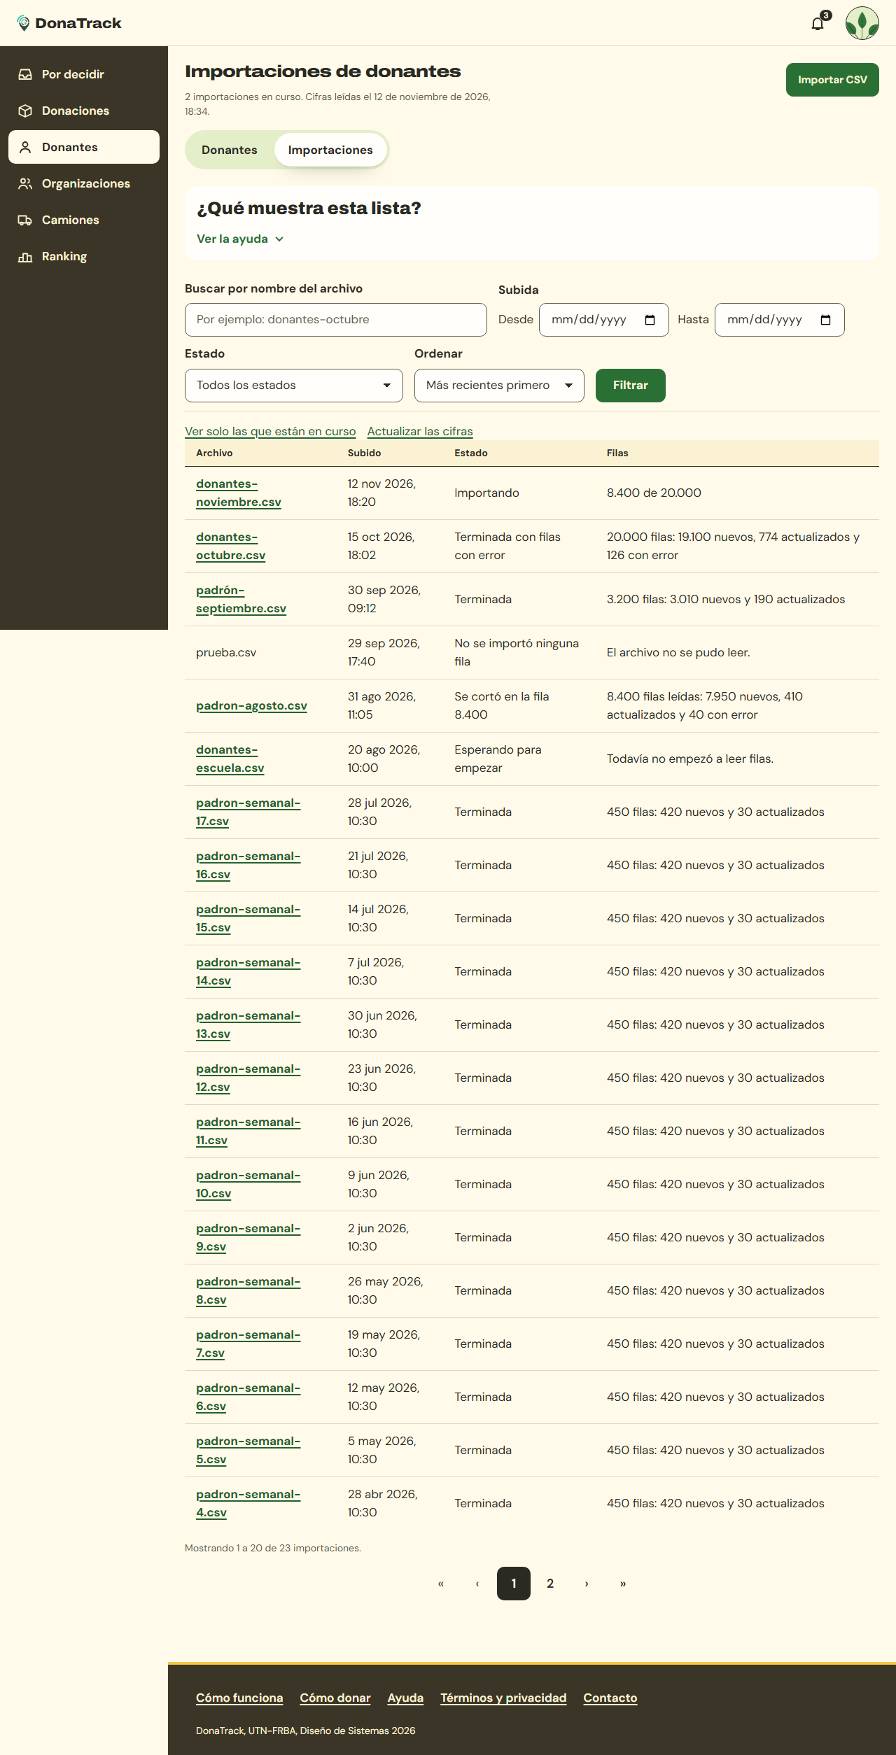 DonaTrack
3
Por decidir
Donaciones
Donantes
Organizaciones
Camiones
Ranking
Importaciones de donantes
2 importaciones en curso. Cifras leídas el 12 de noviembre de 2026,
18:34.
Importar CSV
Donantes Importaciones
¿Qué muestra esta lista?
Ver la ayuda
Buscar por nombre del archivo Subida
Por ejemplo: donantes-octubre Desde mm/dd/yyyy Hasta mm/dd/yyyy
Estado Ordenar
Todos los estados Más recientes primero Filtrar
Ver solo las que están en curso Actualizar las cifras
Archivo Subido Estado Filas
donantes-
noviembre.csv
12 nov 2026,
18:20
Importando
8.400 de 20.000
donantes-
octubre.csv
15 oct 2026,
18:02
Terminada con filas
con error
20.000 filas: 19.100 nuevos, 774 actualizados y
126 con error
padrón-
septiembre.csv
30 sep 2026,
09:12
Terminada
3.200 filas: 3.010 nuevos y 190 actualizados
prueba.csv
29 sep 2026,
17:40
No se importó ninguna
fila
El archivo no se pudo leer.
padron-agosto.csv
31 ago 2026,
11:05
Se cortó en la fila
8.400
8.400 filas leídas: 7.950 nuevos, 410
actualizados y 40 con error
donantes-
escuela.csv
20 ago 2026,
10:00
Esperando para
empezar
Todavía no empezó a leer filas.
padron-semanal-
17.csv
28 jul 2026,
10:30
Terminada
450 filas: 420 nuevos y 30 actualizados
padron-semanal-
16.csv
21 jul 2026,
10:30
Terminada
450 filas: 420 nuevos y 30 actualizados
padron-semanal-
15.csv
14 jul 2026,
10:30
Terminada
450 filas: 420 nuevos y 30 actualizados
padron-semanal-
14.csv
7 jul 2026,
10:30
Terminada
450 filas: 420 nuevos y 30 actualizados
padron-semanal-
13.csv
30 jun 2026,
10:30
Terminada
450 filas: 420 nuevos y 30 actualizados
padron-semanal-
12.csv
23 jun 2026,
10:30
Terminada
450 filas: 420 nuevos y 30 actualizados
padron-semanal-
11.csv
16 jun 2026,
10:30
Terminada
450 filas: 420 nuevos y 30 actualizados
padron-semanal-
10.csv
9 jun 2026,
10:30
Terminada
450 filas: 420 nuevos y 30 actualizados
padron-semanal-
9.csv
2 jun 2026,
10:30
Terminada
450 filas: 420 nuevos y 30 actualizados
padron-semanal-
8.csv
26 may 2026,
10:30
Terminada
450 filas: 420 nuevos y 30 actualizados
padron-semanal-
7.csv
19 may 2026,
10:30
Terminada
450 filas: 420 nuevos y 30 actualizados
padron-semanal-
6.csv
12 may 2026,
10:30
Terminada
450 filas: 420 nuevos y 30 actualizados
padron-semanal-
5.csv
5 may 2026,
10:30
Terminada
450 filas: 420 nuevos y 30 actualizados
padron-semanal-
4.csv
28 abr 2026,
10:30
Terminada
450 filas: 420 nuevos y 30 actualizados
Mostrando 1 a 20 de 23 importaciones.
« ‹ 1 2 › »
Cómo funciona Cómo donar Ayuda Términos y privacidad Contacto
DonaTrack, UTN-FRBA, Diseño de Sistemas 2026